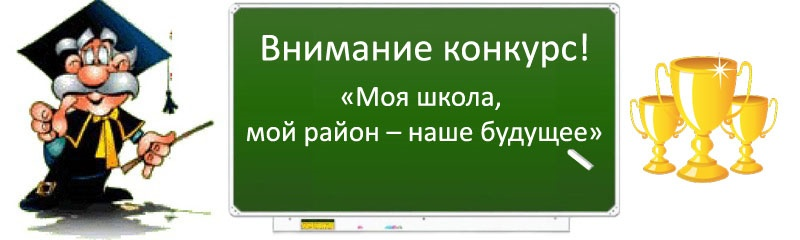 Внимание конкурс!
«Моя школа,
мой район – наше будущее»